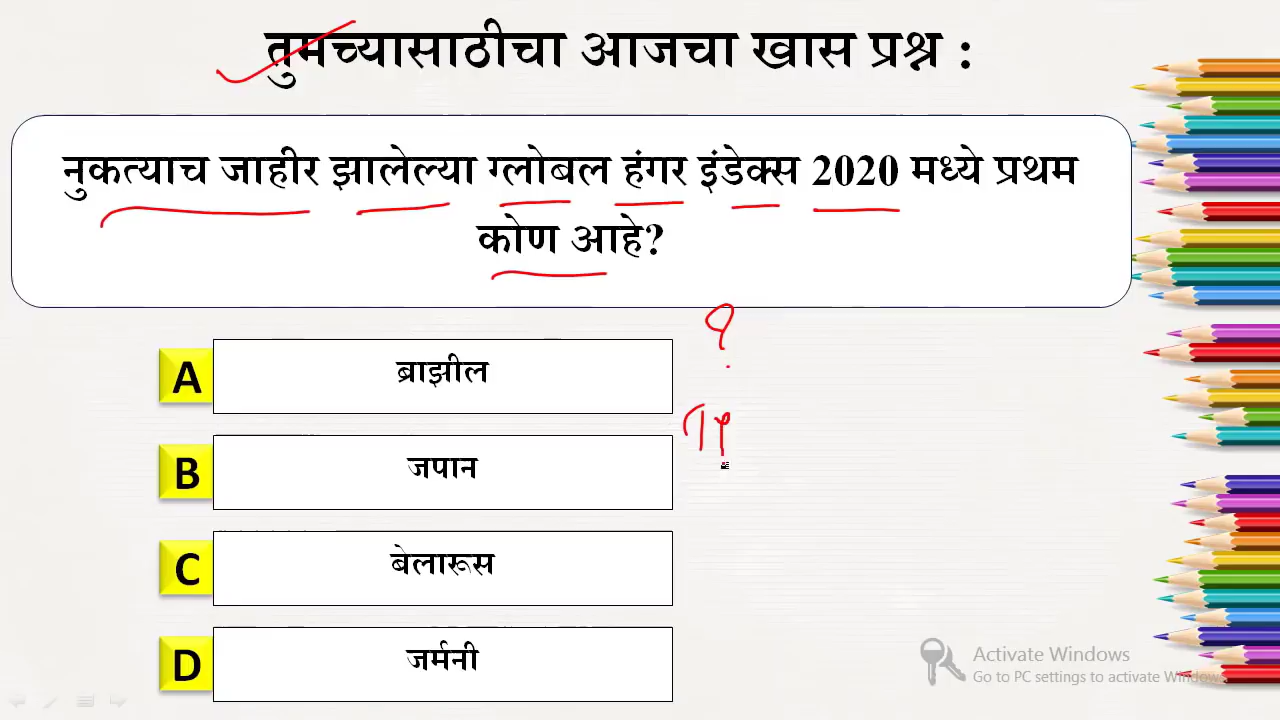 तुमच्यासाठीचा आजचा खास प्रश्न :
नुकत्याच जाहीर झालेल्या ग्लोबल हंगर इंडेक्स 2020 मध्ये प्रथम
कोण आहे?
A ब्राझील
B जपान
C बेलारूस
D जर्मनी
Activate Windows
Go to PC settings to activate Windows.